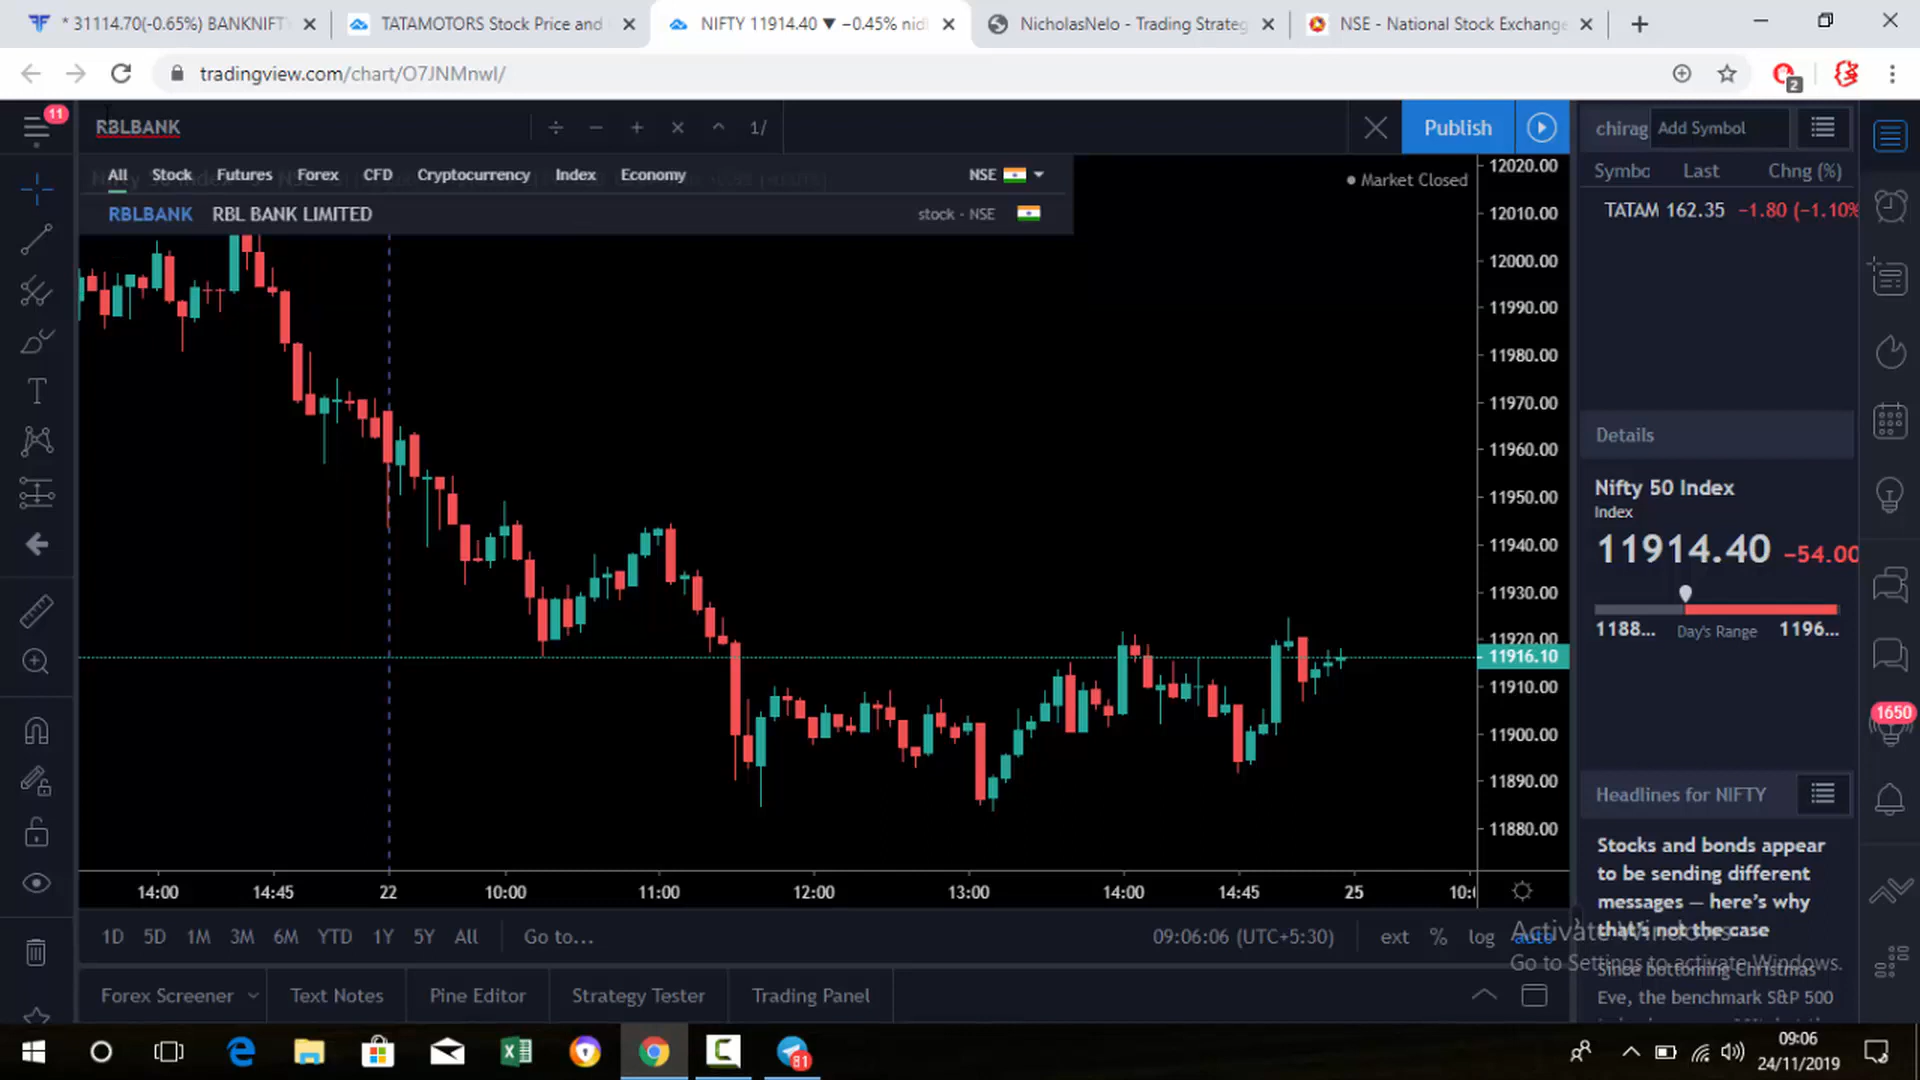 * 31114.70(-0.65%) BANKNIFT
TATAMOTORS Stock Price and
NIFTY 11914.40 ▼ −0.45% nid
NicholasNelo - Trading Strateg
NSE - National Stock Exchange
tradingview.com/chart/O7JNMnwl/
2
11
RBLBANK
÷ − + × ^ 1/
Publish
chirag
Add Symbol
All Stock Futures Forex CFD Cryptocurrency Index Economy
NSE
Market Closed
RBLBANK RBL BANK LIMITED stock - NSE
Symbo Last Chng (%)
TATAM 162.35 −1.80 (−1.10%
12020.00
12010.00
12000.00
11990.00
11980.00
11970.00
11960.00
11950.00
11940.00
11930.00
11920.00
11916.10
11910.00
11900.00
11890.00
11880.00
Details
Nifty 50 Index
Index
11914.40 −54.00
1188... Day's Range 1196...
1650
Headlines for NIFTY
Stocks and bonds appear
to be sending different
messages — here's why
that's not the case
Since bottoming Christmas
Eve, the benchmark S&P 500
14:00 14:45 22 10:00 11:00 12:00 13:00 14:00 14:45 25 10:
1D 5D 1M 3M 6M YTD 1Y 5Y All Go to...
09:06:06 (UTC+5:30) ext % log auto
Activate Windows
Go to Settings to activate Windows.
Forex Screener Text Notes Pine Editor Strategy Tester Trading Panel
81
09:06
24/11/2019